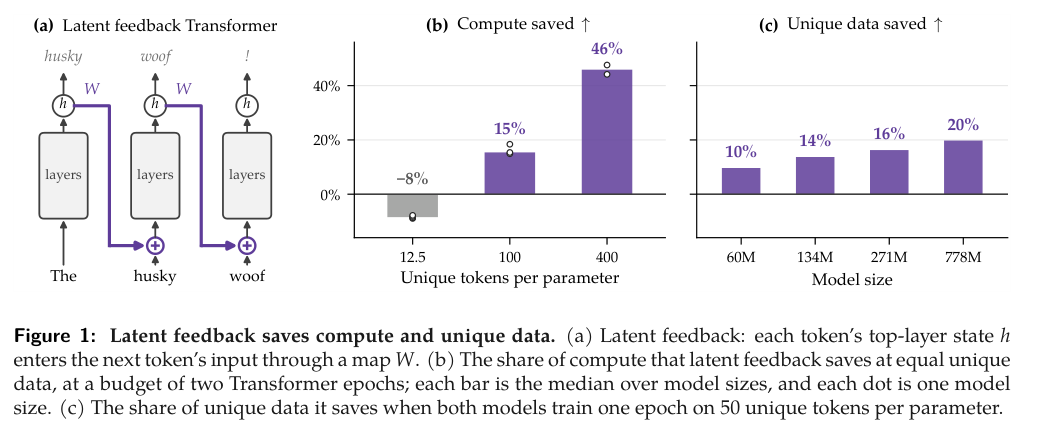 (a) Latent feedback Transformer
husky woof !
W W
h h h
layers layers layers
The husky woof
(b) Compute saved ↑
40%
20%
0%
−8%
15%
46%
12.5 100 400
Unique tokens per parameter
(c) Unique data saved ↑
10% 14% 16% 20%
60M 134M 271M 778M
Model size
Figure 1: Latent feedback saves compute and unique data. (a) Latent feedback: each token's top-layer state h
enters the next token's input through a map W. (b) The share of compute that latent feedback saves at equal unique
data, at a budget of two Transformer epochs; each bar is the median over model sizes, and each dot is one model
size. (c) The share of unique data it saves when both models train one epoch on 50 unique tokens per parameter.